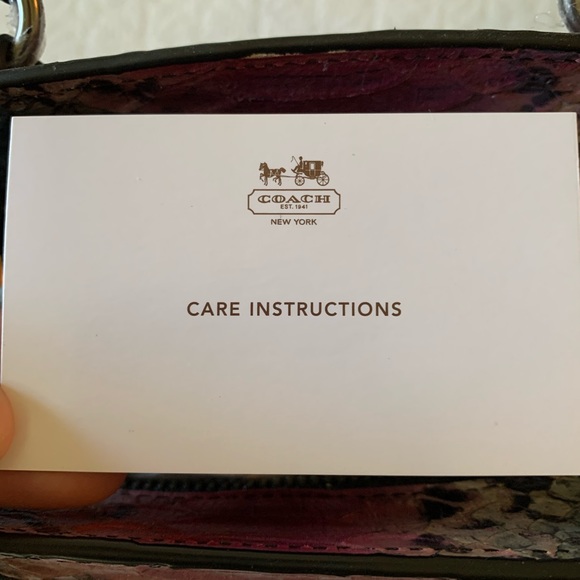 COACH
EST. 1941
NEW YORK
CARE INSTRUCTIONS